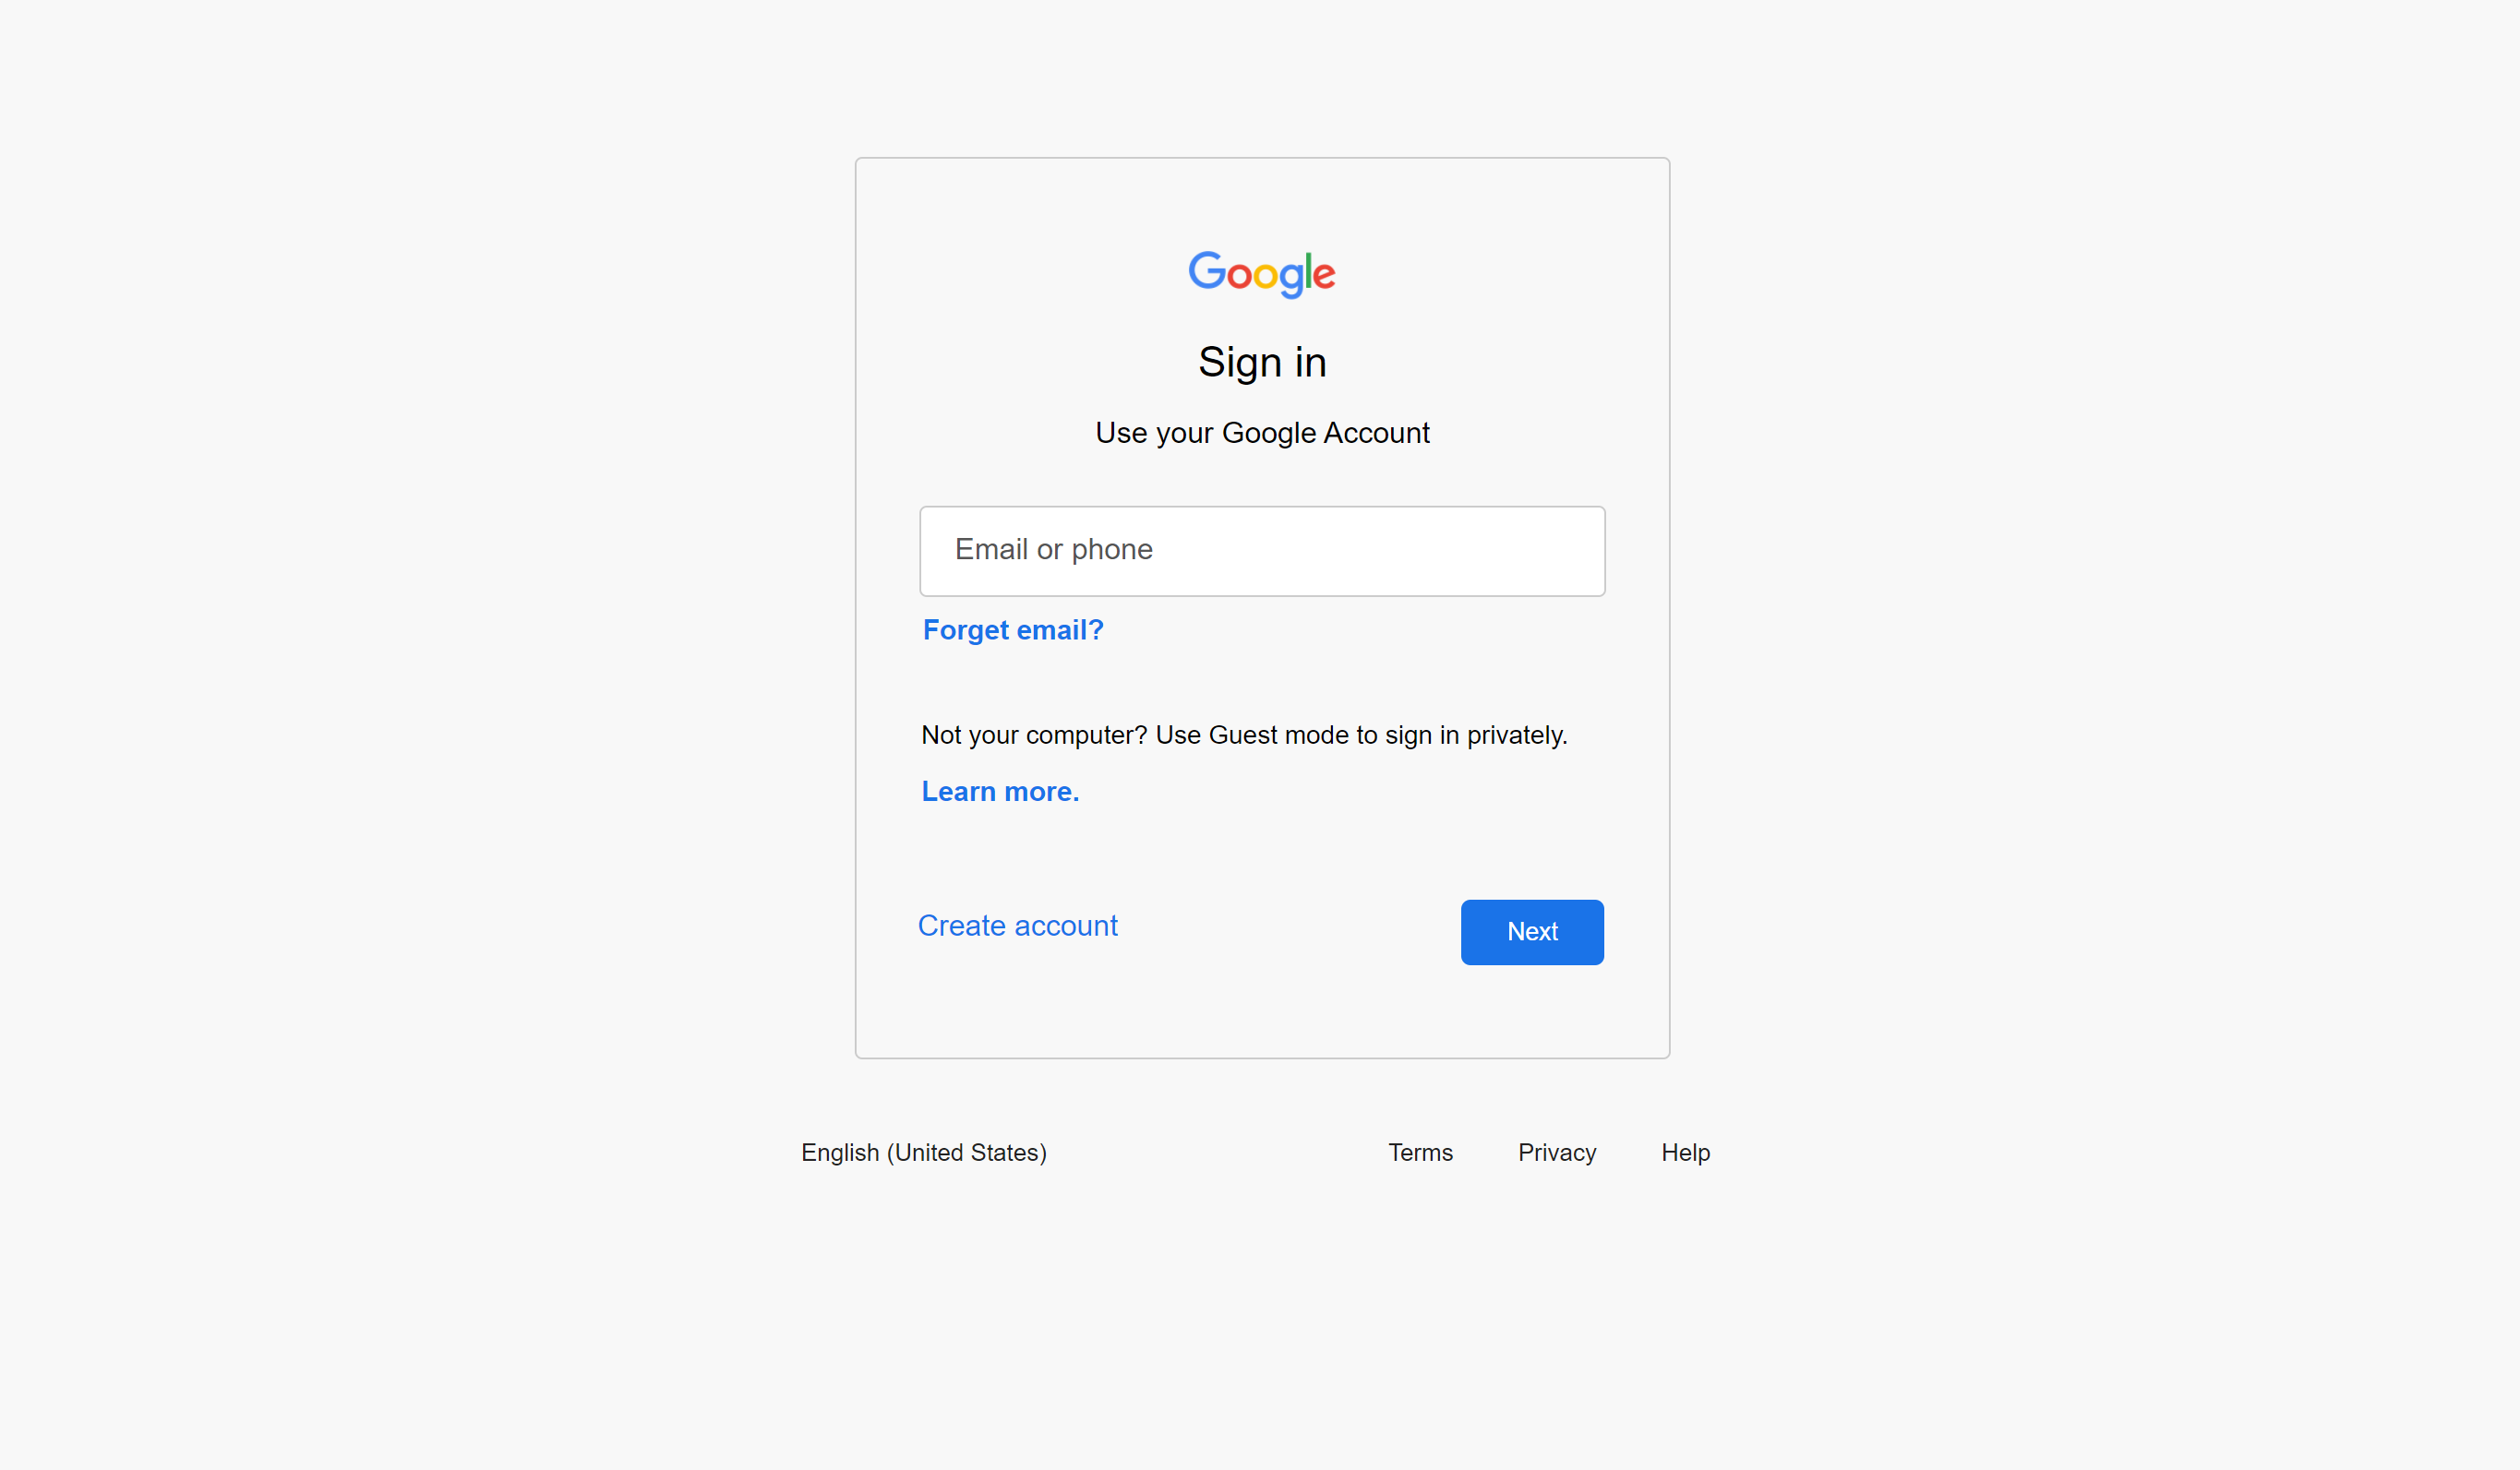 Google
Sign in
Use your Google Account
Email or phone
Forget email?
Not your computer? Use Guest mode to sign in privately.
Learn more.
Create account
Next
English (United States)
Terms
Privacy
Help